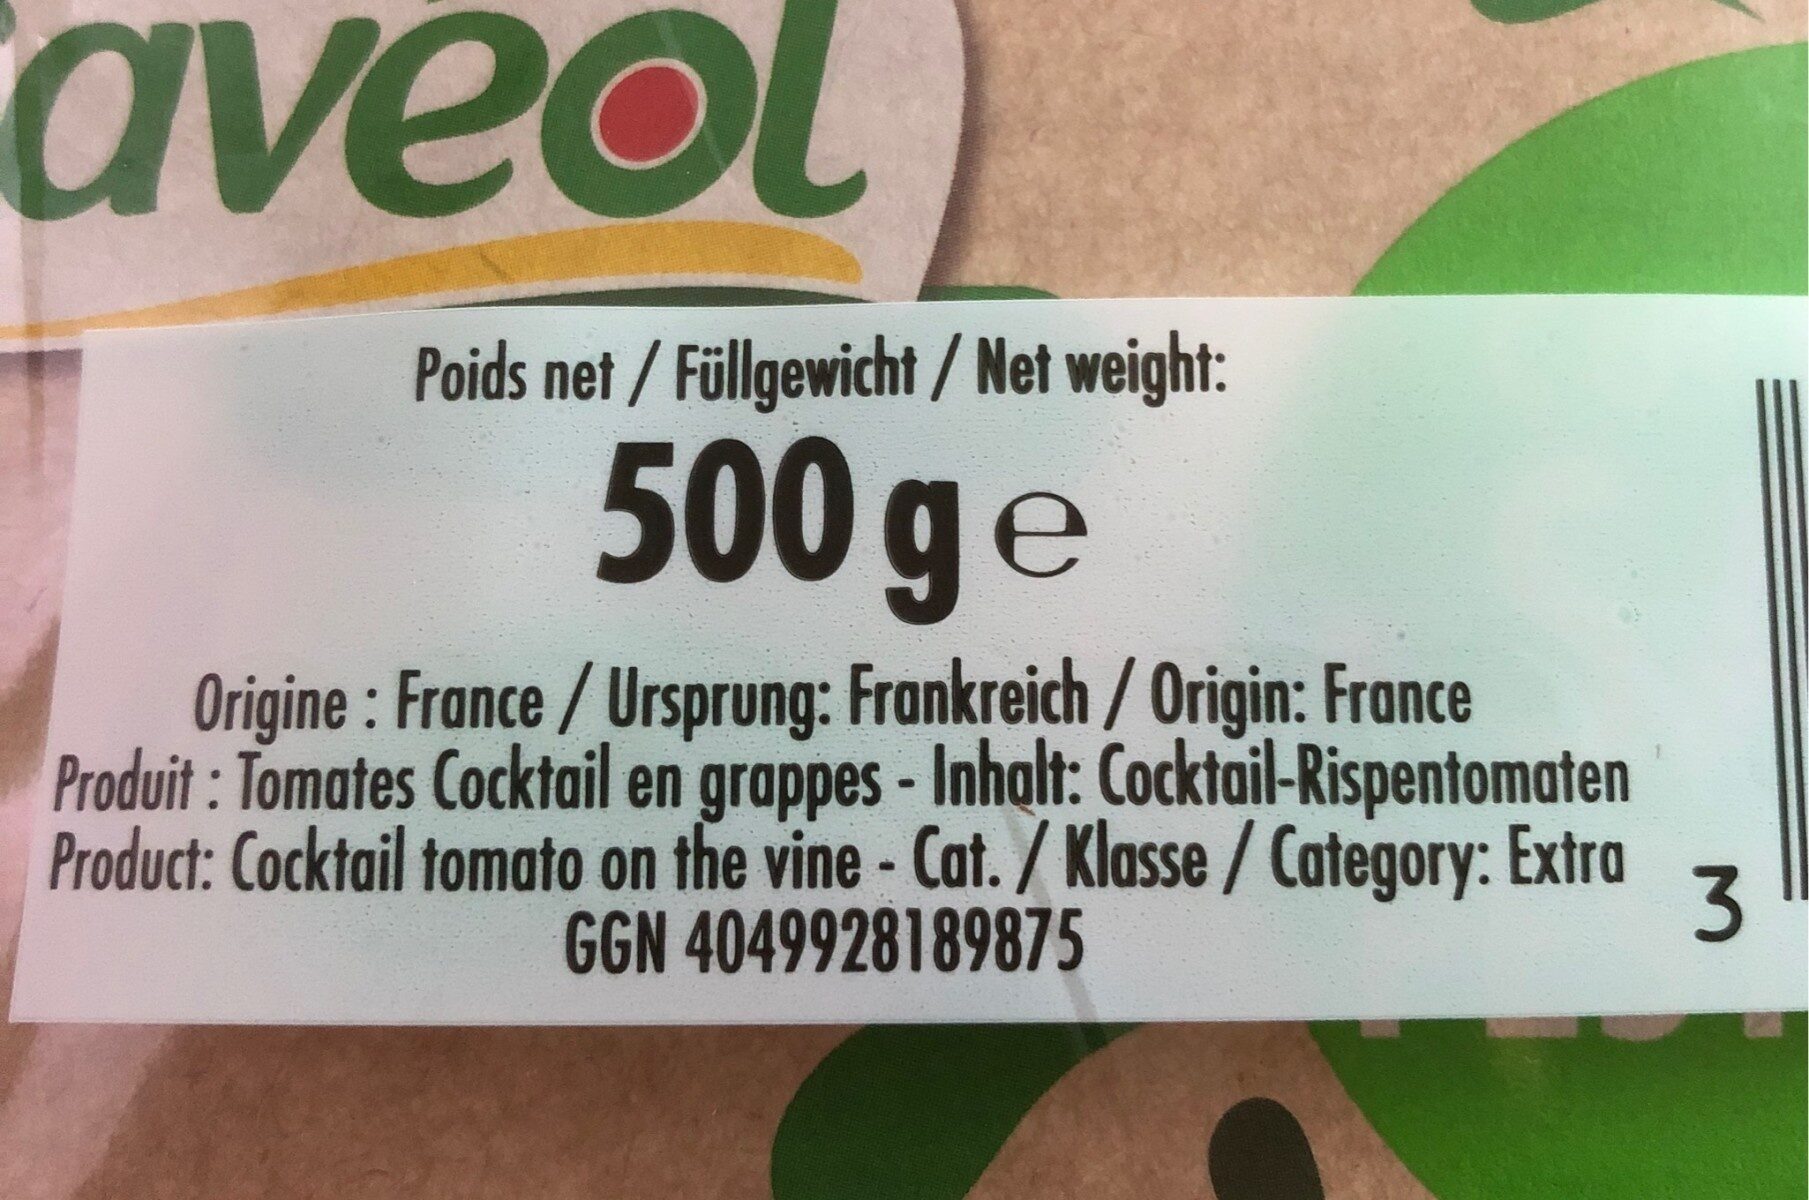 avéol
Poids net / Füllgewicht / Net weight:
500 g ℮
Origine : France / Ursprung: Frankreich / Origin: France
Produit : Tomates Cocktail en grappes - Inhalt: Cocktail-Rispentomaten
Product: Cocktail tomato on the vine - Cat. / Klasse / Category: Extra
GGN 4049928189875
3